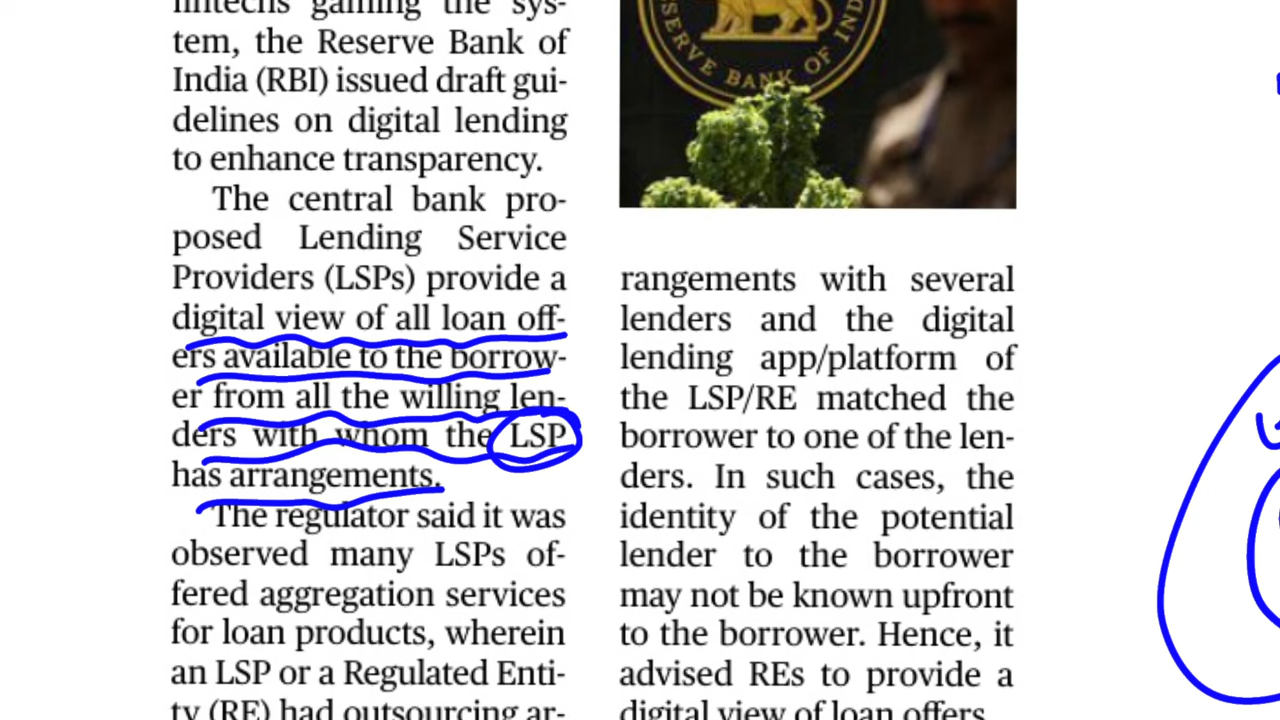 fintechs gaming the sys-
tem, the Reserve Bank of
India (RBI) issued draft gui-
delines on digital lending
to enhance transparency.
The central bank pro-
posed Lending Service
Providers (LSPs) provide a
digital view of all loan off-
ers available to the borrow-
er from all the willing len-
ders with whom the LSP
has arrangements.
The regulator said it was
observed many LSPs of-
fered aggregation services
for loan products, wherein
an LSP or a Regulated Enti-
ty (RE) had outsourcing ar-
SERVE BANK OF IND
rangements with several
lenders and the digital
lending app/platform of
the LSP/RE matched the
borrower to one of the len-
ders. In such cases, the
identity of the potential
lender to the borrower
may not be known upfront
to the borrower. Hence, it
advised REs to provide a
digital view of loan offers.